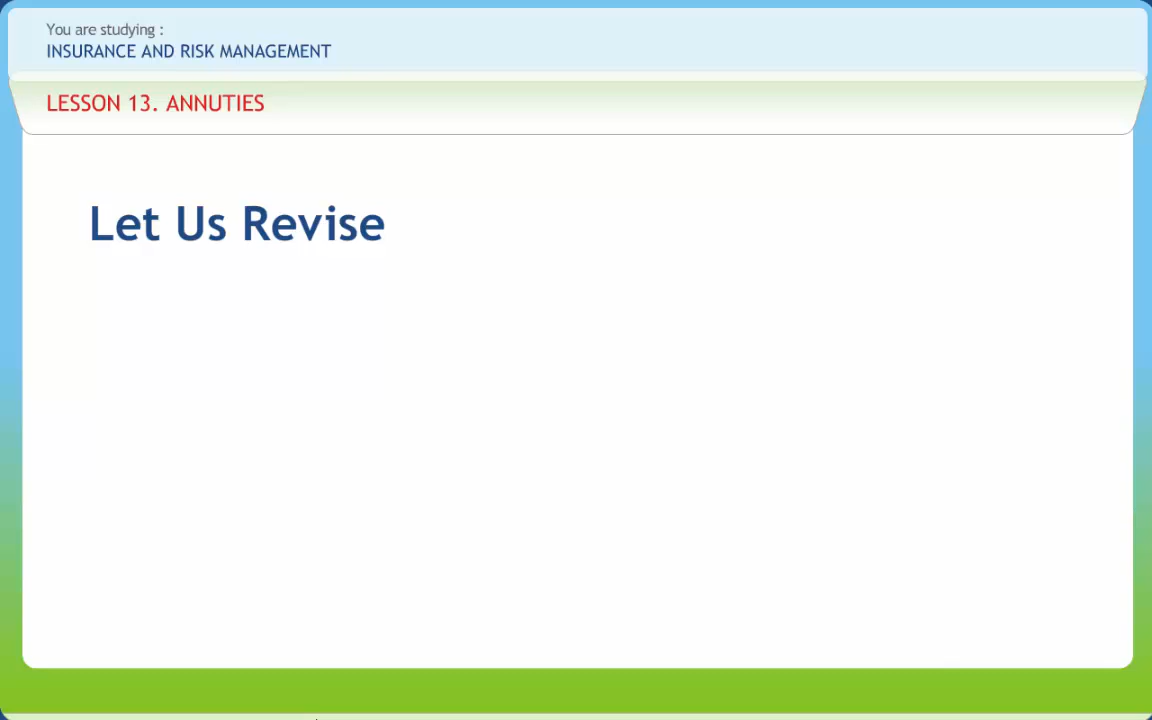 You are studying :
INSURANCE AND RISK MANAGEMENT
LESSON 13. ANNUTIES
Let Us Revise